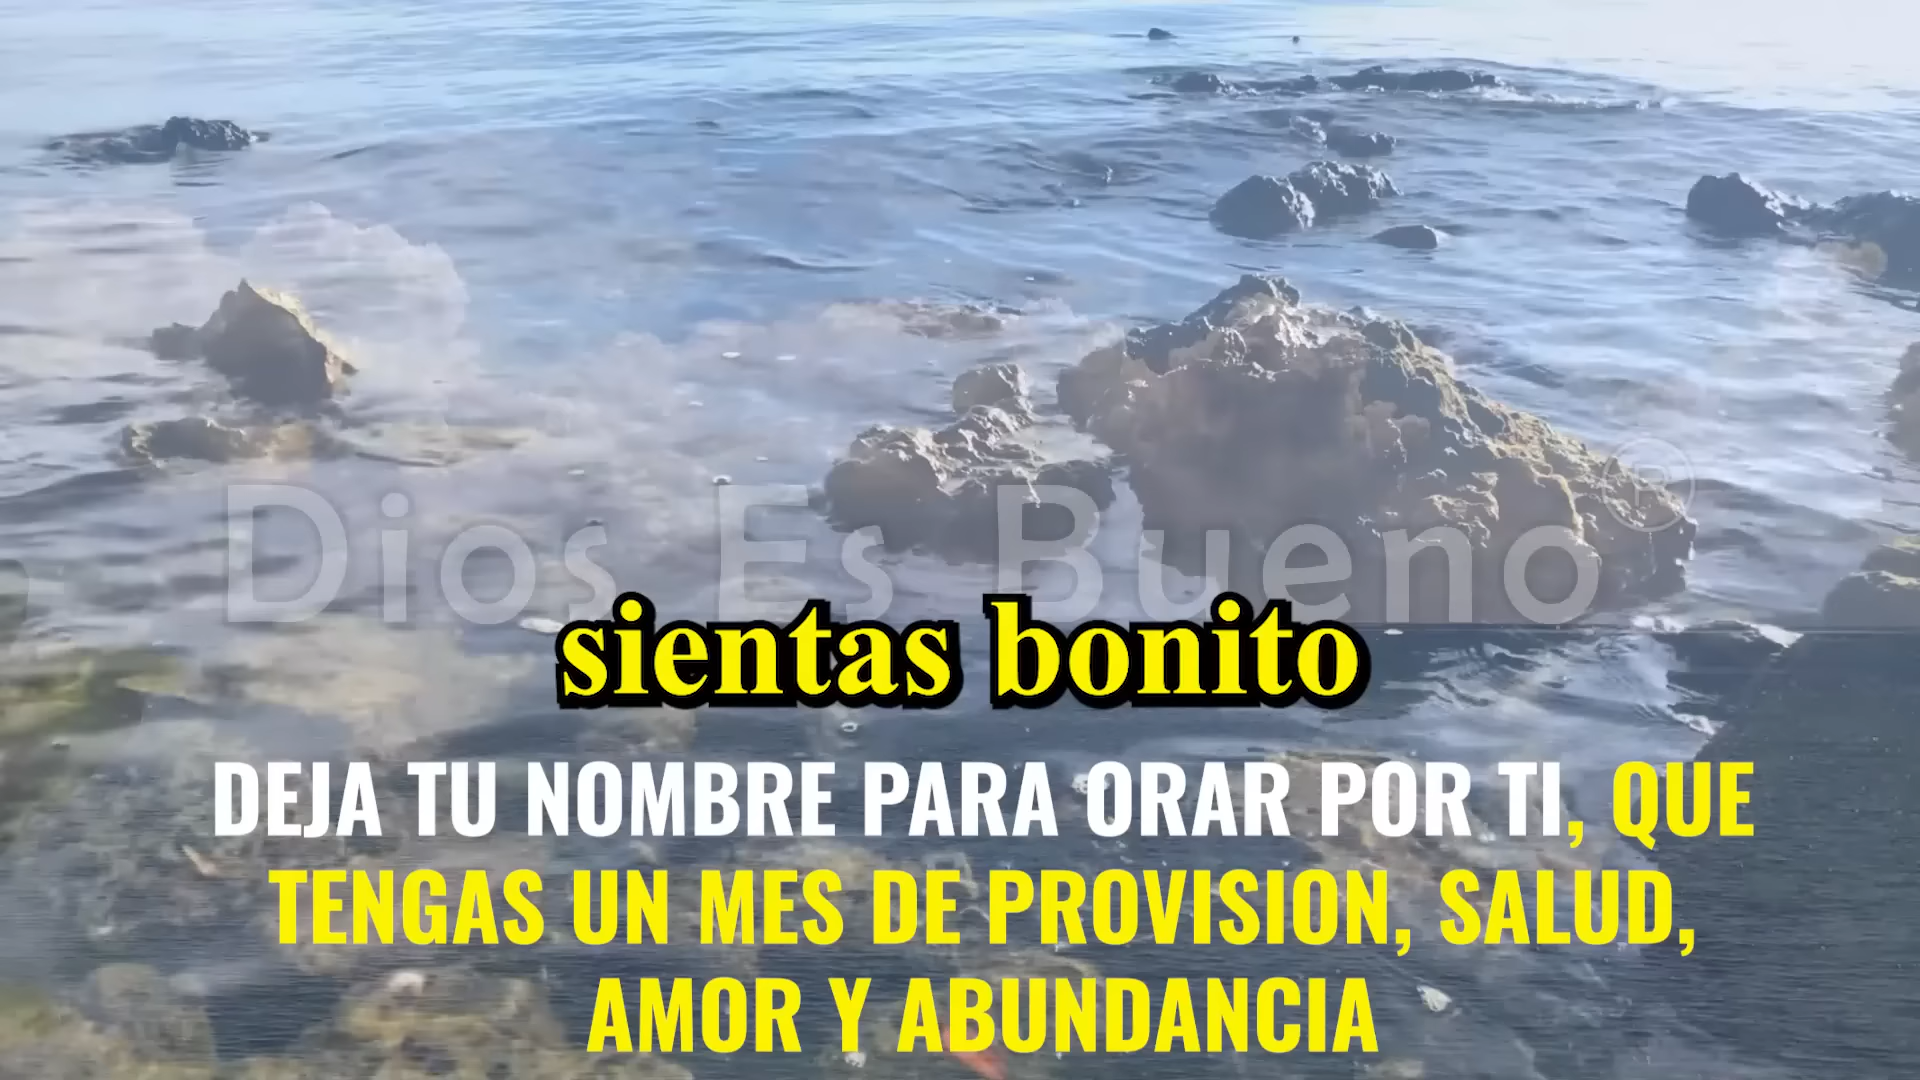 Dios Es Bueno ®
sientas bonito
DEJA TU NOMBRE PARA ORAR POR TI, QUE
TENGAS UN MES DE PROVISION, SALUD,
AMOR Y ABUNDANCIA